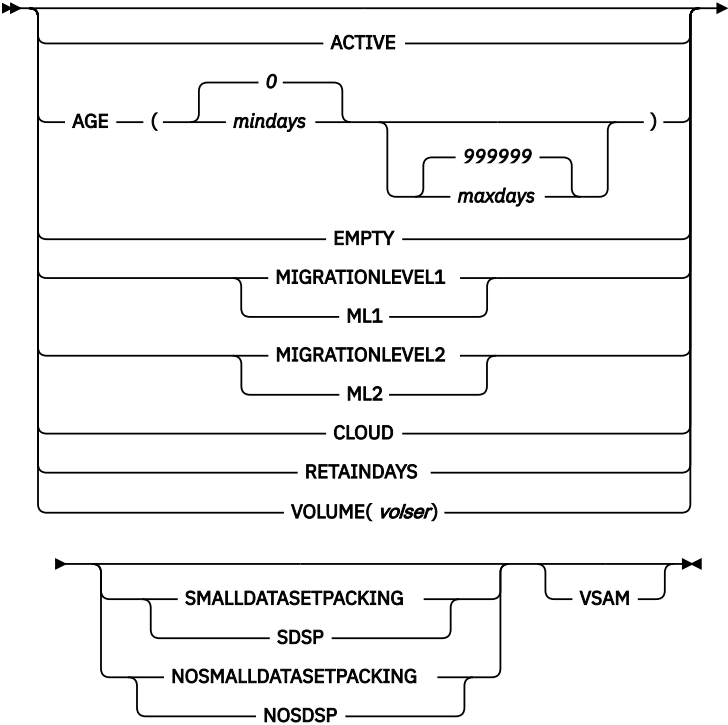 ACTIVE
0
AGE ( mindays )
999999
maxdays
EMPTY
MIGRATIONLEVEL1
ML1
MIGRATIONLEVEL2
ML2
CLOUD
RETAINDAYS
VOLUME( volser)
SMALLDATASETPACKING
VSAM
SDSP
NOSMALLDATASETPACKING
NOSDSP